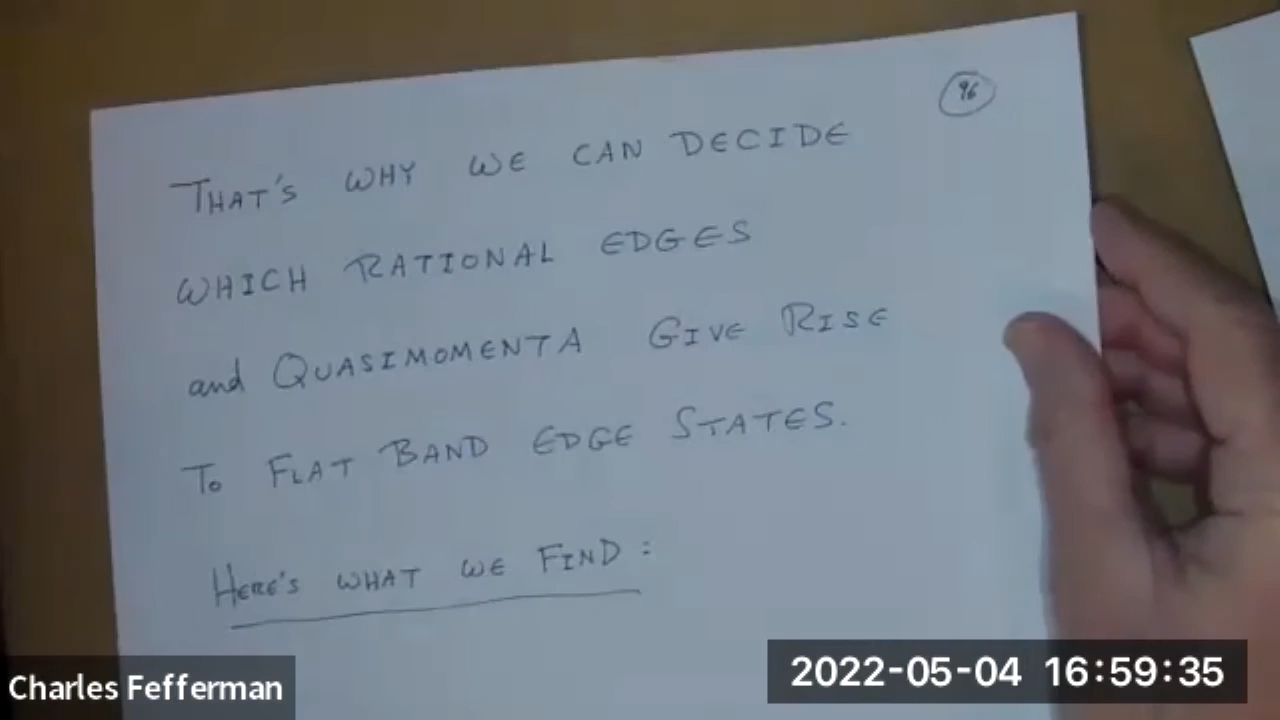 96
THAT'S WHY WE CAN DECIDE
WHICH RATIONAL EDGES
and QUASIMOMENTA GIVE RISE
TO FLAT BAND EDGE STATES.
HERE'S WHAT WE FIND:
Charles Fefferman
2022-05-04 16:59:35